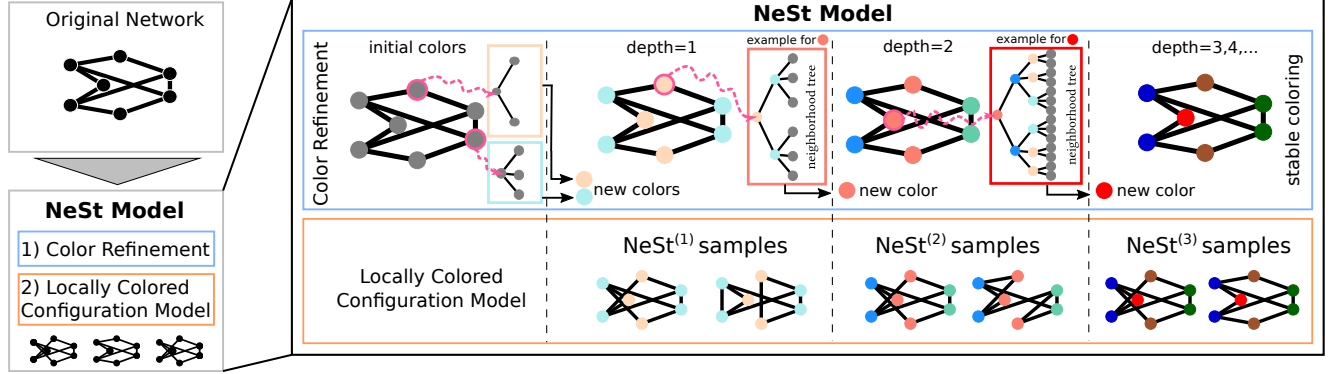 Original Network
NeSt Model
1) Color Refinement
2) Locally Colored
Configuration Model
NeSt Model
Color Refinement
initial colors
new colors
depth=1
example for
neighborhood tree
new color
depth=2
example for
neighborhood tree
new color
depth=3,4,...
stable coloring
Locally Colored
Configuration Model
NeSt(1) samples
NeSt(2) samples
NeSt(3) samples